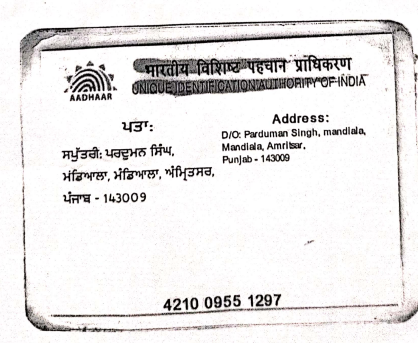 भारतीय विशिष्ट पहचान प्राधिकरण
UNIQUE IDENTIFICATION AUTHORITY OF INDIA
AADHAAR
ਪਤਾ:
ਸਪੁੱਤਰੀ: ਪਰਦੁਮਨ ਸਿੰਘ,
ਮੰਡਿਆਲਾ, ਮੰਡਿਆਲਾ, ਅੰਮ੍ਰਿਤਸਰ,
ਪੰਜਾਬ - 143009
Address:
D/O: Parduman Singh, mandiala,
Mandiala, Amritsar,
Punjab - 143009
4210 0955 1297